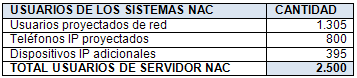 USUARIOS DE LOS SISTEMAS NAC CANTIDAD
Usuarios proyectados de red 1.305
Teléfonos IP proyectados 800
Dispositivos IP adicionales 395
TOTAL USUARIOS DE SERVIDOR NAC 2.500